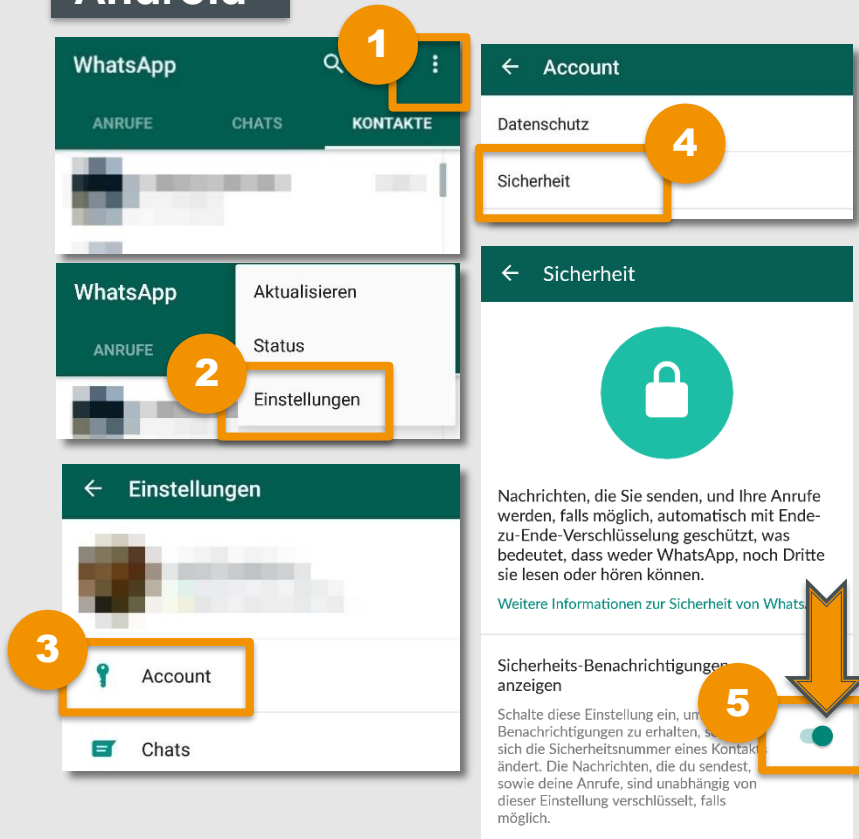 Android
1
WhatsApp
ANRUFE CHATS KONTAKTE
2
WhatsApp
ANRUFE
Aktualisieren
Status
Einstellungen
Einstellungen
3
Account
Chats
Account
Datenschutz
4
Sicherheit
Sicherheit
Nachrichten, die Sie senden, und Ihre Anrufe
werden, falls möglich, automatisch mit Ende-
zu-Ende-Verschlüsselung geschützt, was
bedeutet, dass weder WhatsApp, noch Dritte
sie lesen oder hören können.
Weitere Informationen zur Sicherheit von Whats
Sicherheits-Benachrichtigungen
anzeigen
5
Schalte diese Einstellung ein, um
Benachrichtigungen zu erhalten,
sich die Sicherheitsnummer eines Kontakts
ändert. Die Nachrichten, die du sendest,
sowie deine Anrufe, sind unabhängig von
dieser Einstellung verschlüsselt, falls
möglich.